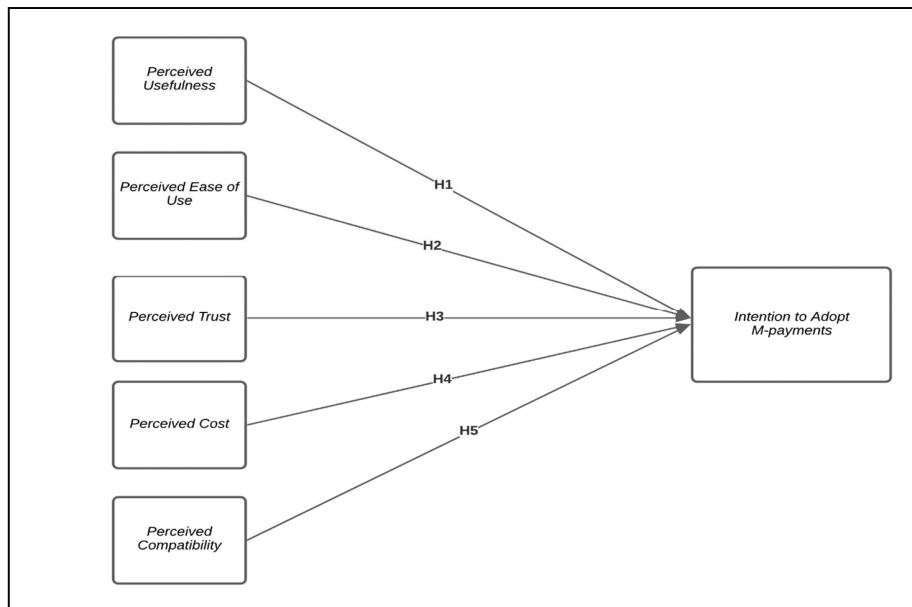 Perceived
Usefulness
H1
Perceived Ease of
Use
H2
Perceived Trust
H3
Intention to Adopt
M-payments
H4
Perceived Cost
H5
Perceived
Compatibility